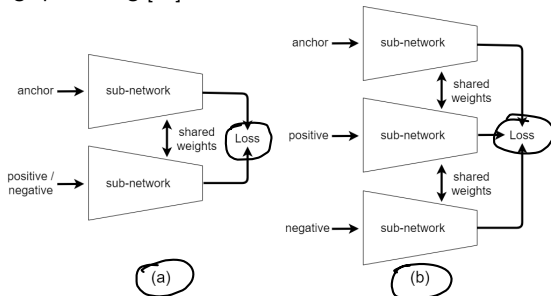 anchor
sub-network
shared
weights
Loss
positive /
negative
sub-network
(a)
anchor
sub-network
shared
weights
positive
sub-network
Loss
shared
weights
negative
sub-network
(b)